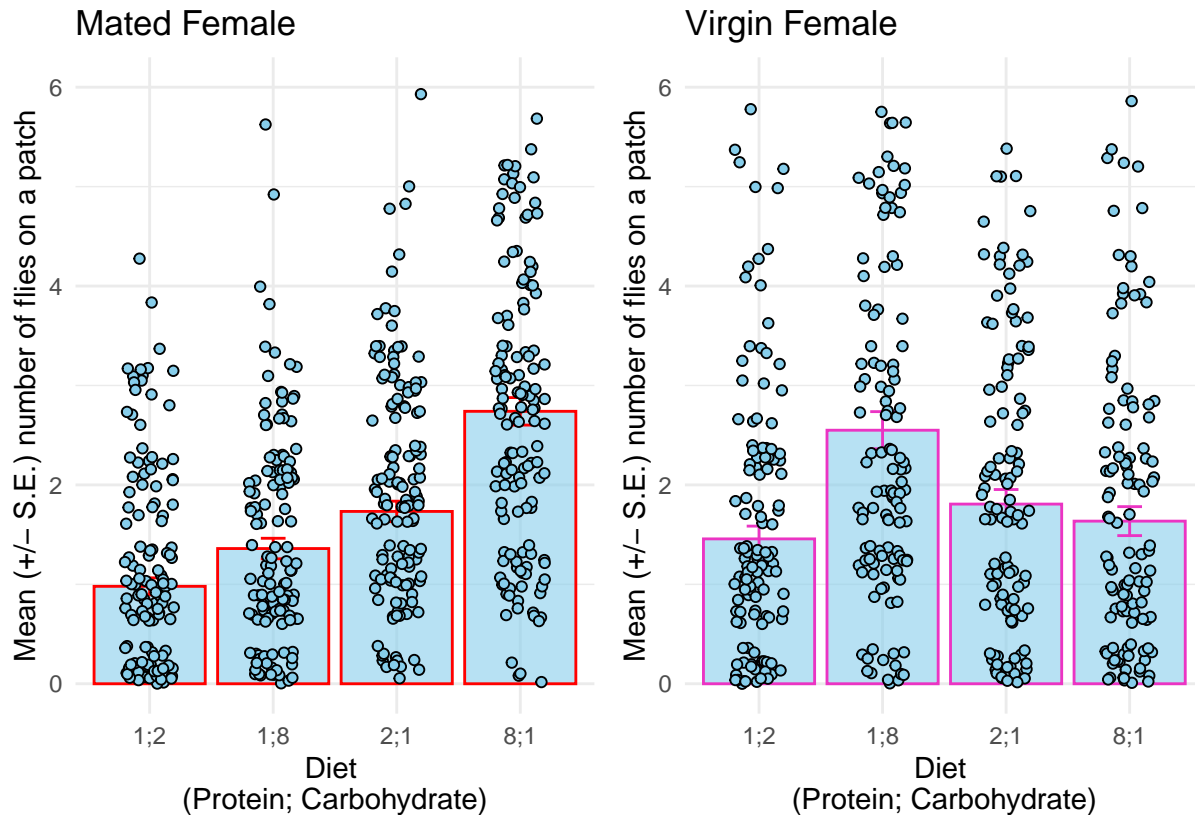 Mated Female
Mean (+/− S.E.) number of flies on a patch
6
4
2
0
1;2 1;8 2;1 8;1
Diet
(Protein; Carbohydrate)
Virgin Female
Mean (+/− S.E.) number of flies on a patch
6
4
2
0
1;2 1;8 2;1 8;1
Diet
(Protein; Carbohydrate)